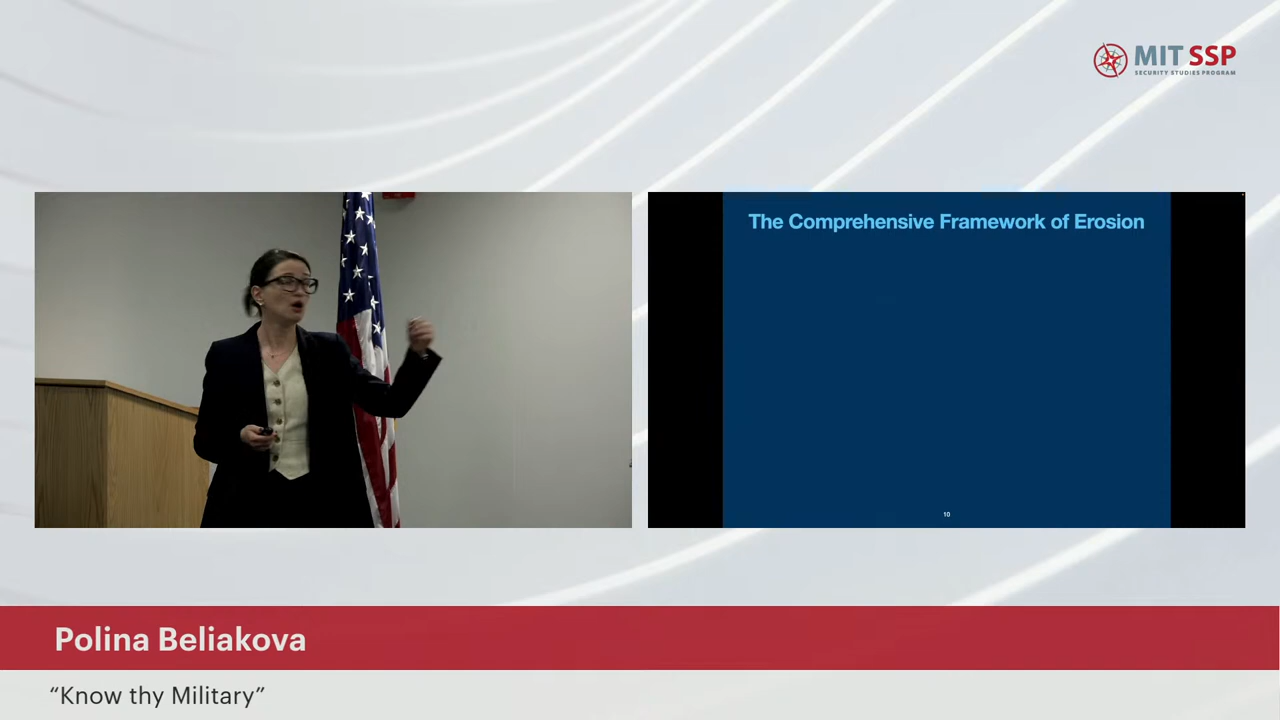 MIT SSP
SECURITY STUDIES PROGRAM
The Comprehensive Framework of Erosion
10
Polina Beliakova
“Know thy Military”